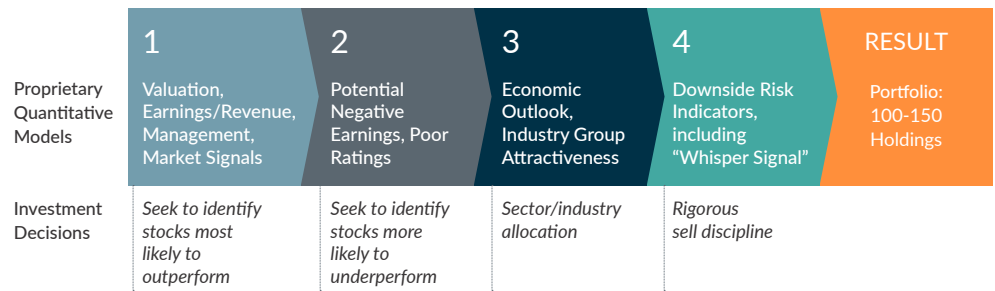 1
2
3
4
RESULT
Proprietary
Quantitative
Models
Valuation,
Earnings/Revenue,
Management,
Market Signals
Potential
Negative
Earnings, Poor
Ratings
Economic
Outlook,
Industry Group
Attractiveness
Downside Risk
Indicators,
including
“Whisper Signal”
Portfolio:
100-150
Holdings
Investment
Decisions
Seek to identify
stocks most
likely to
outperform
Seek to identify
stocks more
likely to
underperform
Sector/industry
allocation
Rigorous
sell discipline